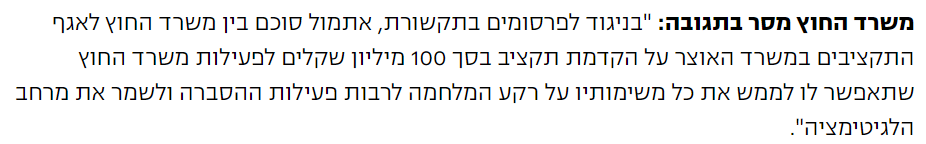 משרד החוץ מסר בתגובה: "בניגוד לפרסומים בתקשורת, אתמול סוכם בין משרד החוץ לאגף
התקציבים במשרד האוצר על הקדמת תקציב בסך 100 מיליון שקלים לפעילות משרד החוץ
שתאפשר לו לממש את כל משימותיו על רקע המלחמה לרבות פעילות ההסברה ולשמר את מרחב
הלגיטימציה".